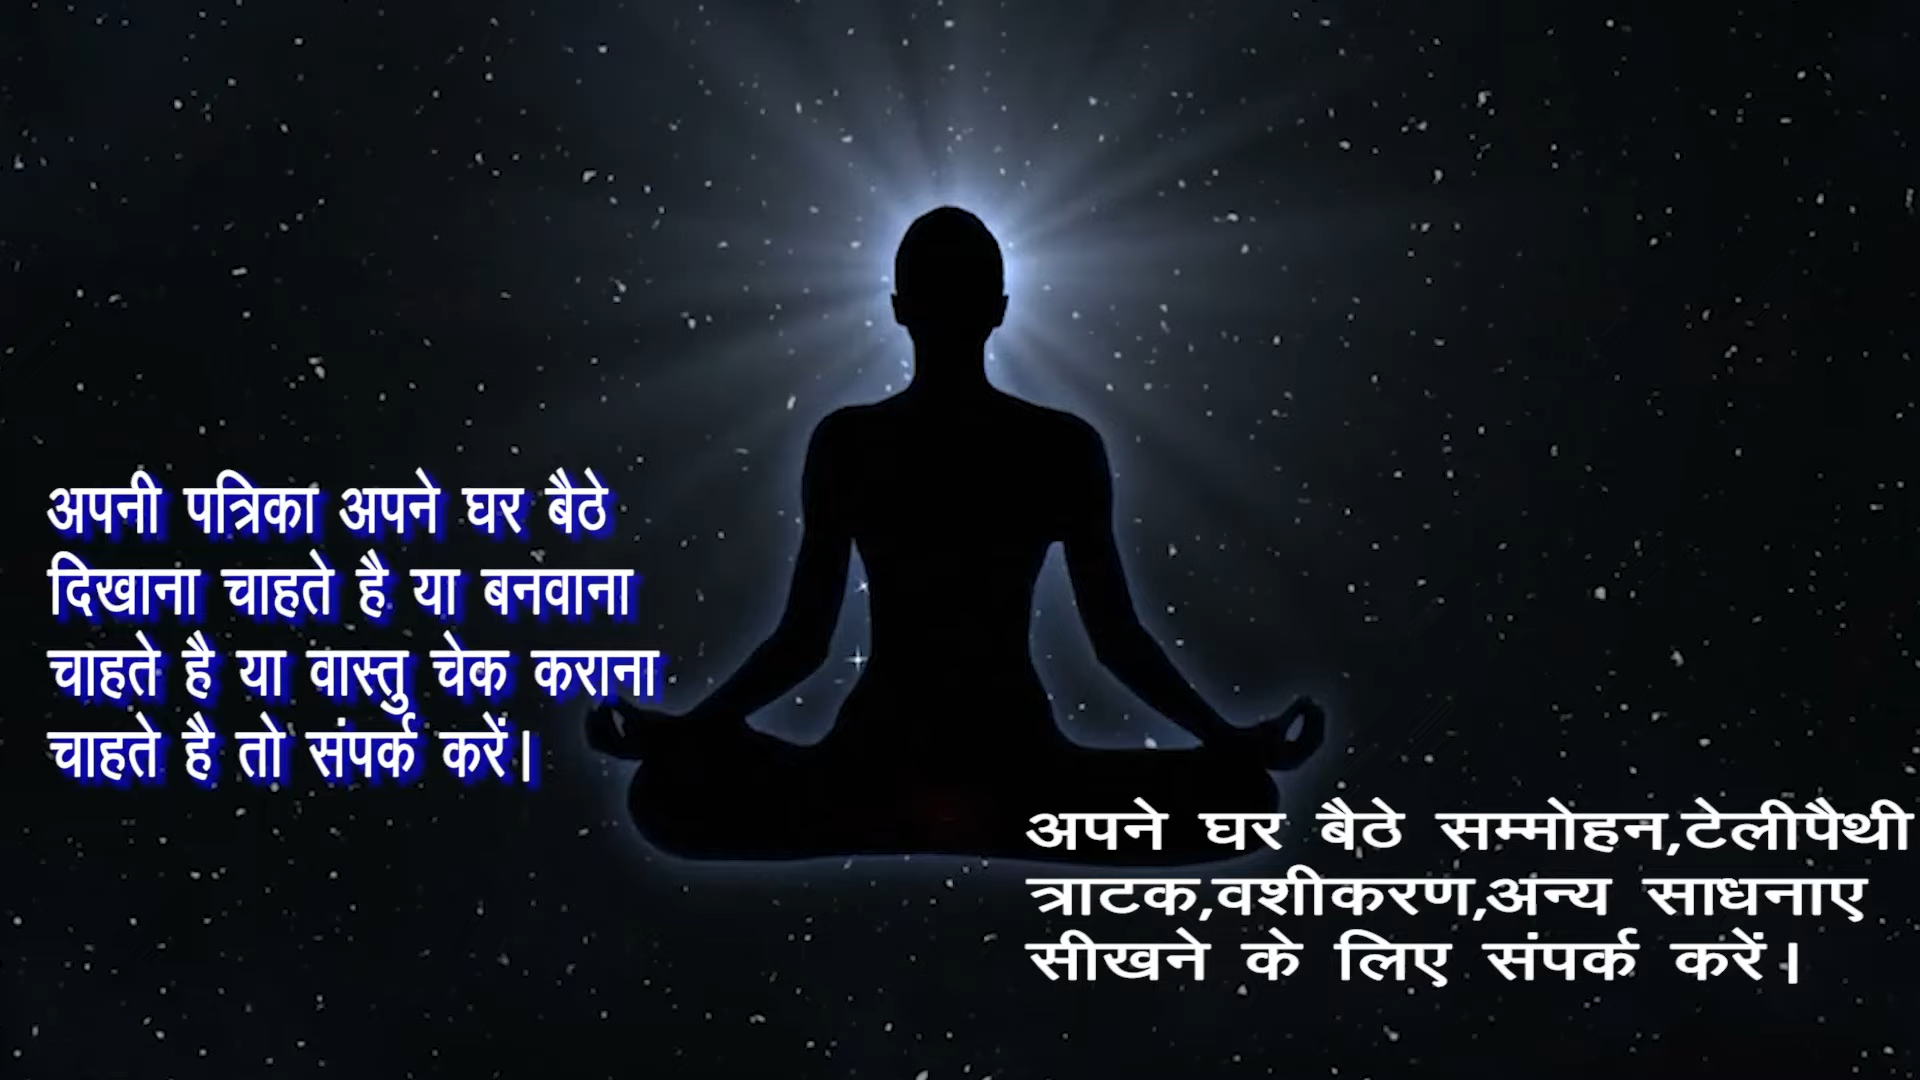 अपनी पत्रिका अपने घर बैठे
दिखाना चाहते है या बनवाना
चाहते है या वास्तु चेक कराना
चाहते है तो संपर्क करें।
अपने घर बैठे सम्मोहन,टेलीपैथी
त्राटक,वशीकरण,अन्य साधनाए
सीखने के लिए संपर्क करें।